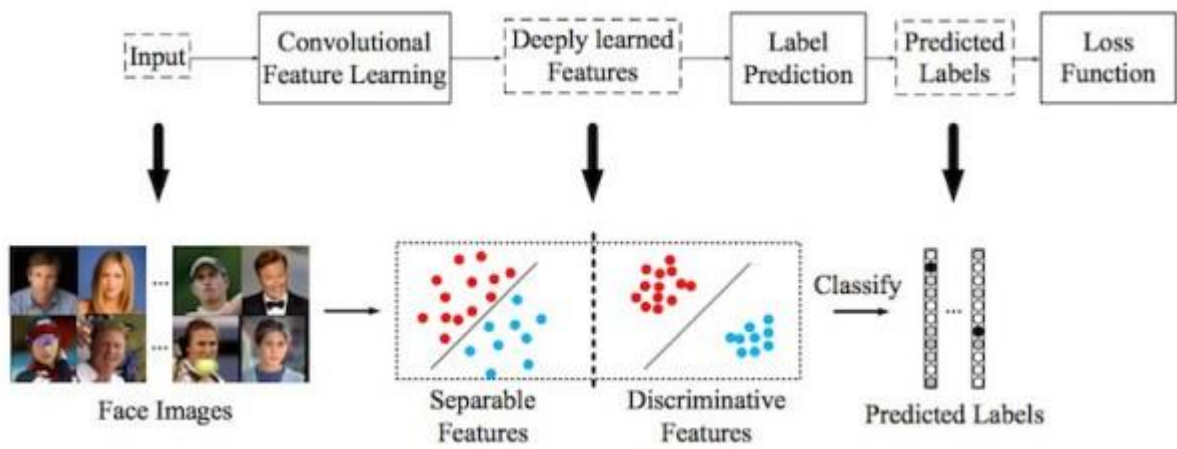 Input
Convolutional
Feature Learning
Deeply learned
Features
Label
Prediction
Predicted
Labels
Loss
Function
...
...
Face Images
Separable
Features
Discriminative
Features
Classify
...
Predicted Labels